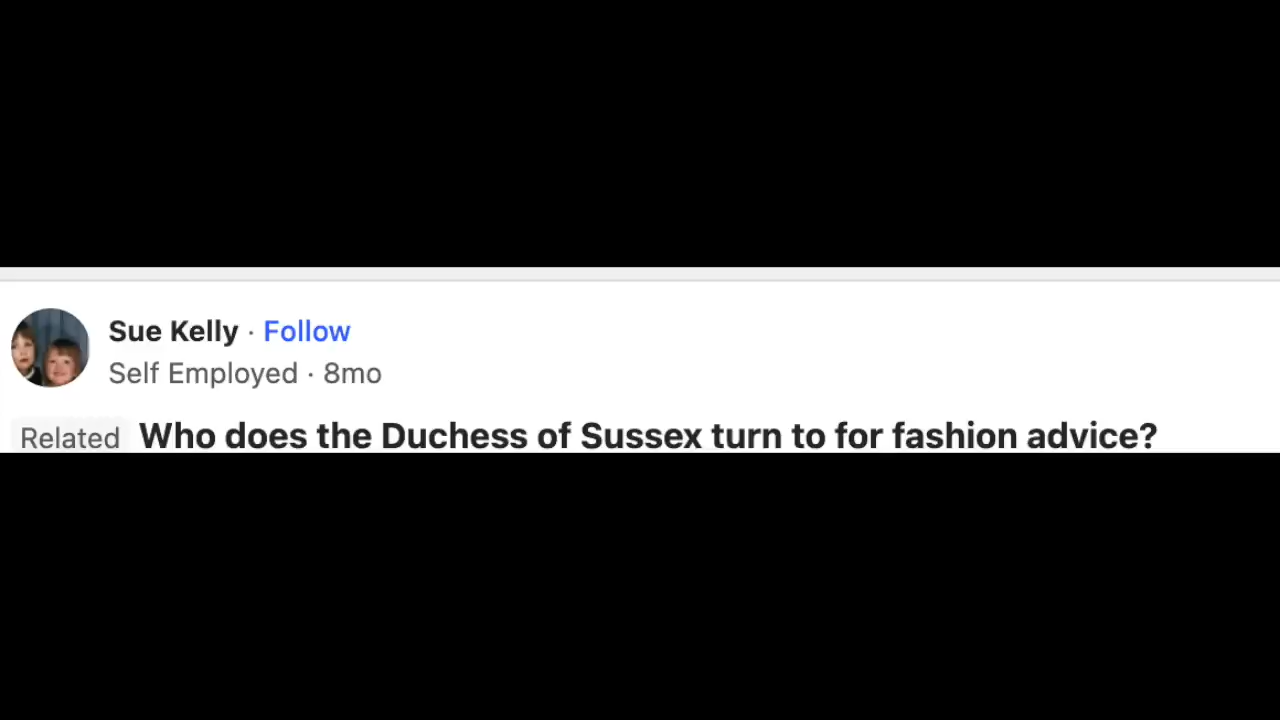 Sue Kelly · Follow
Self Employed · 8mo
Related Who does the Duchess of Sussex turn to for fashion advice?